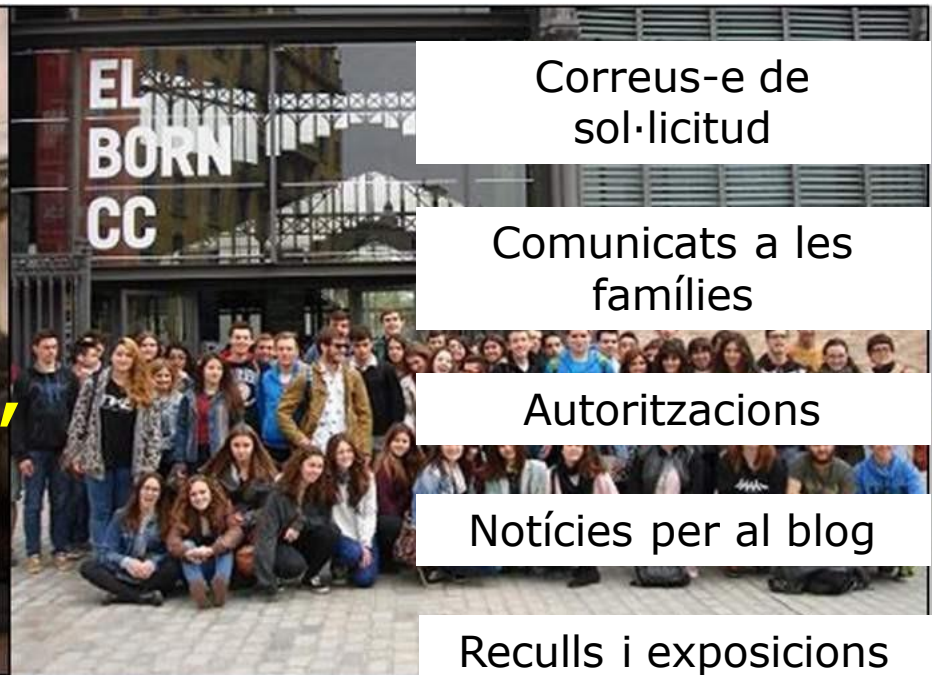 EL
BORN
CC
Correus-e de
sol·licitud
Comunicats a les
famílies
Autoritzacions
Notícies per al blog
Reculls i exposicions